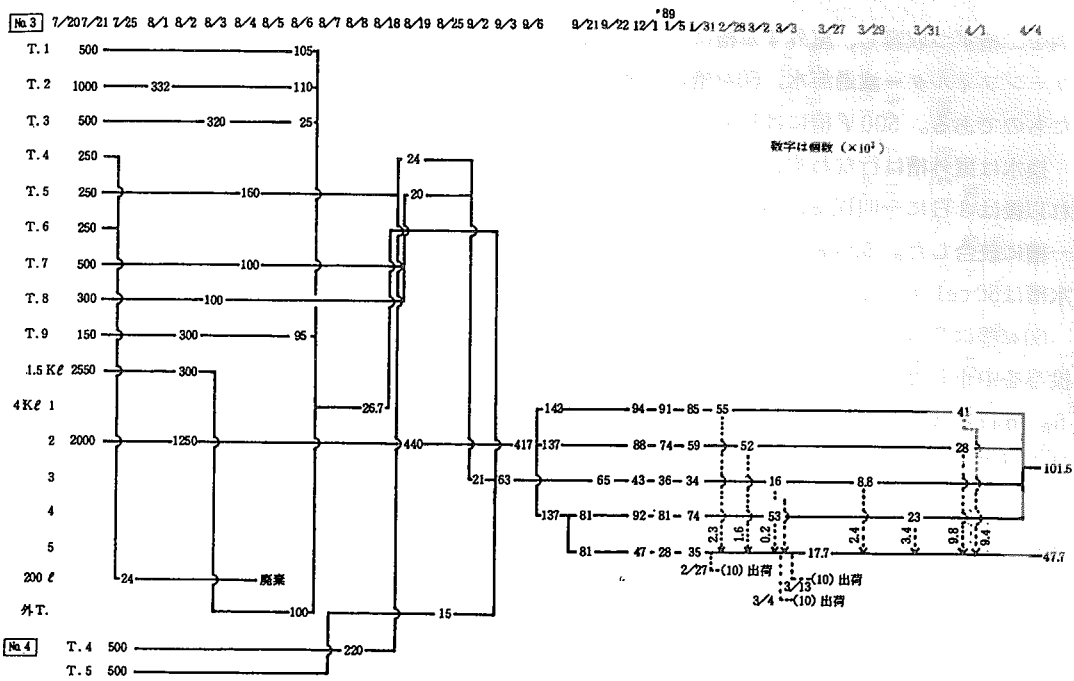 '89
No.3 7/20 7/21 7/25 8/1 8/2 8/3 8/4 8/5 8/6 8/7 8/8 8/18 8/19 8/25 9/2 9/3 9/6 9/21 9/22 12/1 1/5 1/31 2/28 3/2 3/3 3/27 3/29 3/31 4/1 4/4
T.1 500 105
T.2 1000 332 110
T.3 500 320 25
数字は個数(×10³)
T.4 250 24
T.5 250 160 20
T.6 250
T.7 500 100
T.8 300 100
T.9 150 300 95
1.5Kℓ 2550 300
4Kℓ 1 26.7 142 94 91 85 55 41
2 2000 1250 440 417 137 88 74 59 52 28
101.5
3 21 63 65 43 36 34 16 8.8
4 137 81 92 81 74 53 23
2.3 1.6 0.2 2.4 3.4 9.8 9.4
5 81 47 28 35 17.7 47.7
2/27 (10) 出荷 3/13 (10) 出荷
200ℓ 24 廃棄
3/4 (10) 出荷
外T. 100 15
No.4 T.4 500 220
T.5 500